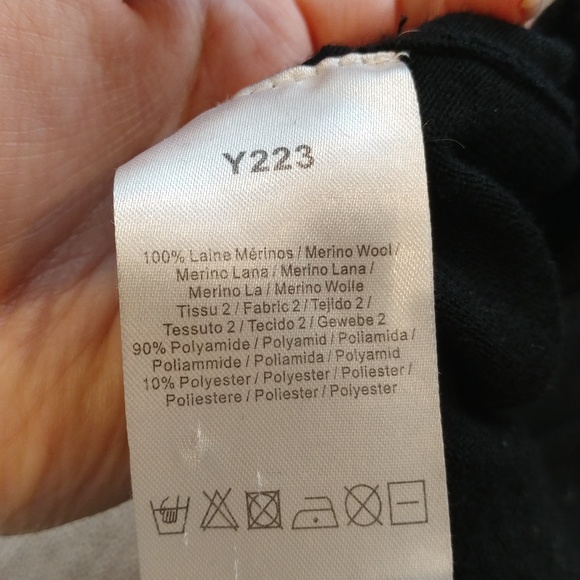 Y223
100% Laine Mérinos / Merino Wool /
Merino Lana / Merino Lana /
Merino La / Merino Wolle
Tissu 2 / Fabric 2 / Tejido 2 /
Tessuto 2 / Tecido 2 / Gewebe 2
90% Polyamide / Polyamid / Poliamida /
Poliammide / Poliamida / Polyamid
10% Polyester / Polyester / Poliester /
Poliestere / Poliester / Polyester